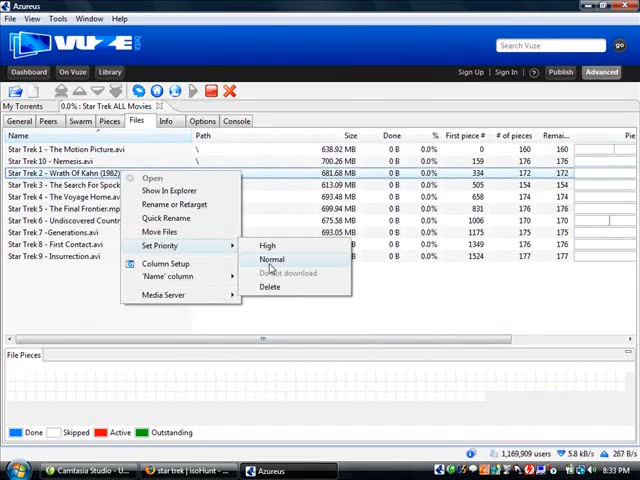 Azureus
File View Tools Window Help
VUZE beta
Search Vuze go
Dashboard On Vuze Library
Sign Up | Sign In | ? Publish Advanced
My Torrents 0.0% : Star Trek ALL Movies
General Peers Swarm Pieces Files Info Options Console
Name Path Size Done % First piece # # of pieces Remai... Pie
Star Trek 1 - The Motion Picture.avi \ 638.92 MB 0 B 0.0% 0 160 160
Star Trek 10 - Nemesis.avi \ 700.26 MB 0 B 0.0% 159 176 176
Star Trek 2 - Wrath Of Kahn (1982) 681.68 MB 0 B 0.0% 334 172 172
Star Trek 3 - The Search For Spock 613.09 MB 0 B 0.0% 505 154 154
Star Trek 4 - The Voyage Home.avi 693.48 MB 0 B 0.0% 658 174 174
Star Trek 5 - The Final Frontier.mp 694.94 MB 0 B 0.0% 831 176 176
Star Trek 6 - Undiscovered Countr 675.58 MB 0 B 0.0% 1006 170 170
Star Trek 7 -Generations.avi 693.05 MB 0 B 0.0% 1175 175 175
Star Trek 8 - First Contact.avi 0 B 0.0% 1349 176 176
Star Trek 9 - Insurrection.avi 0 B 0.0% 1524 177 177
Open
Show In Explorer
Rename or Retarget
Quick Rename
Move Files
Set Priority
Column Setup
'Name' column
Media Server
High
Normal
Do not download
Delete
File Pieces
Done Skipped Active Outstanding
1,169,909 users 5.8 kB/s 267 B/s
Camtasia Studio - U... star trek | isoHunt - ... Azureus 8:33 PM